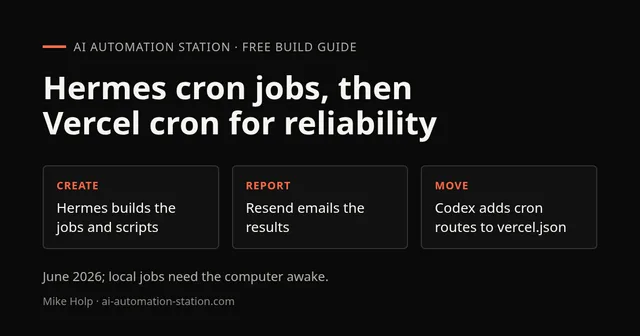 AI AUTOMATION STATION · FREE BUILD GUIDE
Hermes cron jobs, then
Vercel cron for reliability
CREATE
Hermes builds the
jobs and scripts
REPORT
Resend emails the
results
MOVE
Codex adds cron
routes to vercel.json
June 2026; local jobs need the computer awake.
Mike Holp · ai-automation-station.com